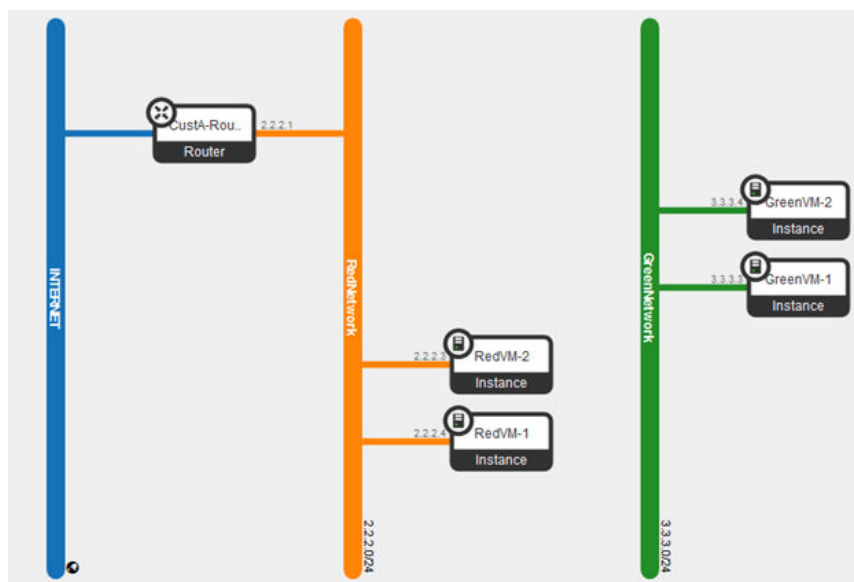 INTERNET
CustA-Rou..
Router
2.2.2.1
RedNetwork
2.2.2.0/24
2.2.2.3
RedVM-2
Instance
2.2.2.4
RedVM-1
Instance
GreenNetwork
3.3.3.0/24
3.3.3.4
GreenVM-2
Instance
3.3.3.3
GreenVM-1
Instance